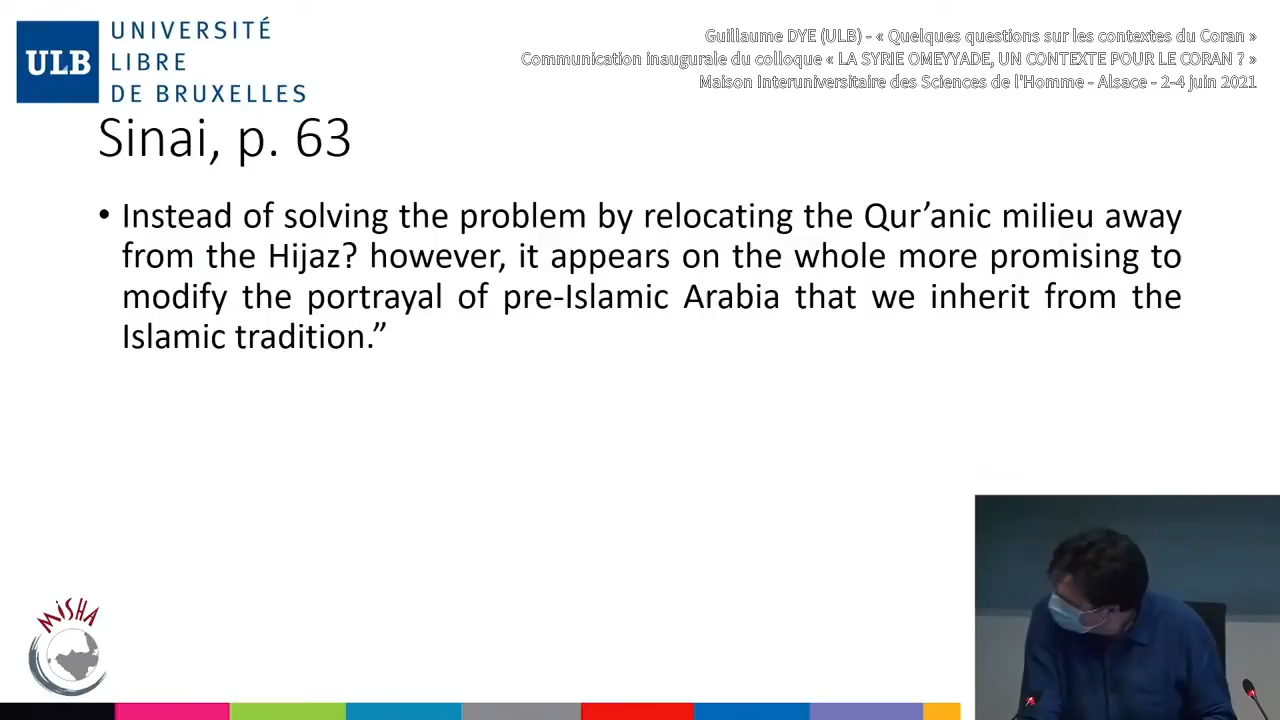 ULB
UNIVERSITÉ
LIBRE
DE BRUXELLES
Guillaume DYE (ULB) - « Quelques questions sur les contextes du Coran »
Communication inaugurale du colloque « LA SYRIE OMEYYADE, UN CONTEXTE POUR LE CORAN ? »
Maison Interuniversitaire des Sciences de l'Homme - Alsace - 2-4 juin 2021
Sinai, p. 63
• Instead of solving the problem by relocating the Qur’anic milieu away
from the Hijaz? however, it appears on the whole more promising to
modify the portrayal of pre-Islamic Arabia that we inherit from the
Islamic tradition.”
MiSHA